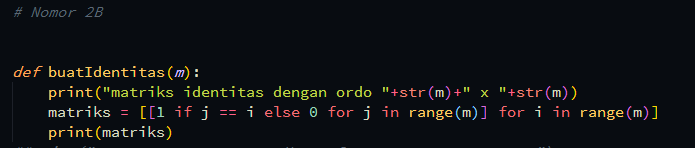 # Nomor 2B
def buatIdentitas(m):
    print("matriks identitas dengan ordo "+str(m)+" x "+str(m))
    matriks = [[1 if j == i else 0 for j in range(m)] for i in range(m)]
    print(matriks)